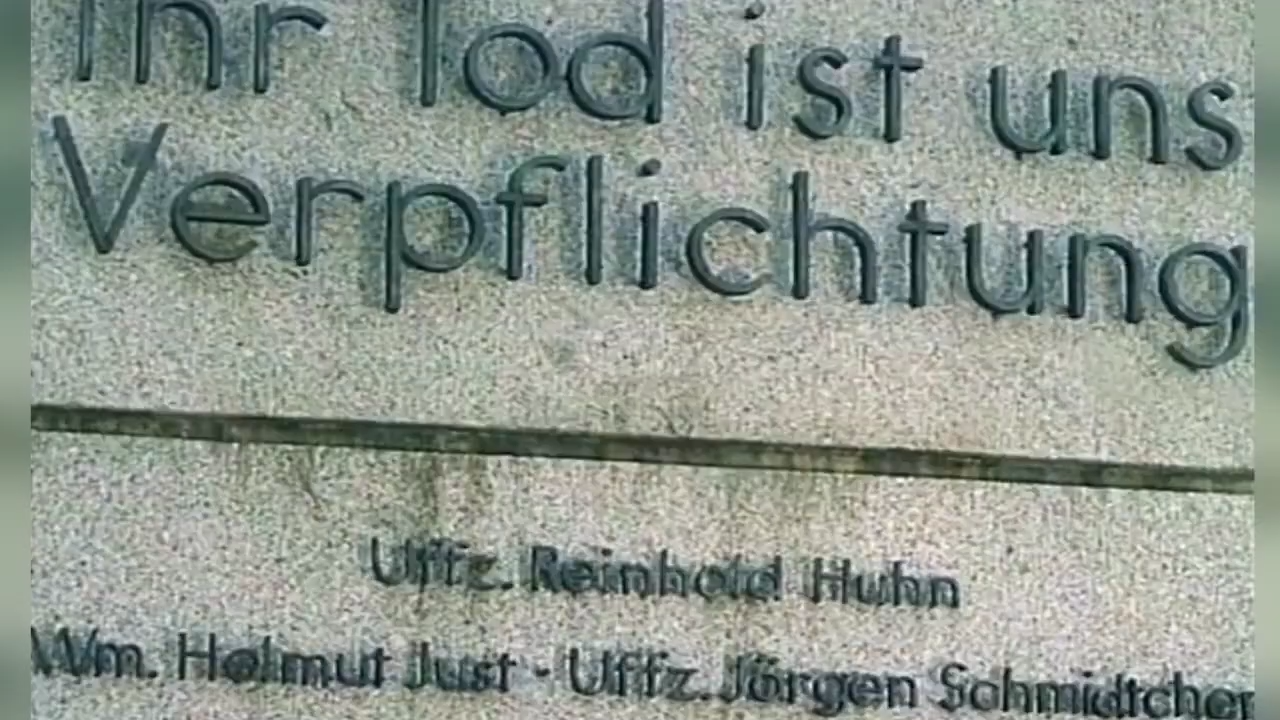 Ihr Tod ist uns
Verpflichtung
Uffz. Reinhold Huhn
Wm. Helmut Just · Uffz. Jörgen Schmidtchen